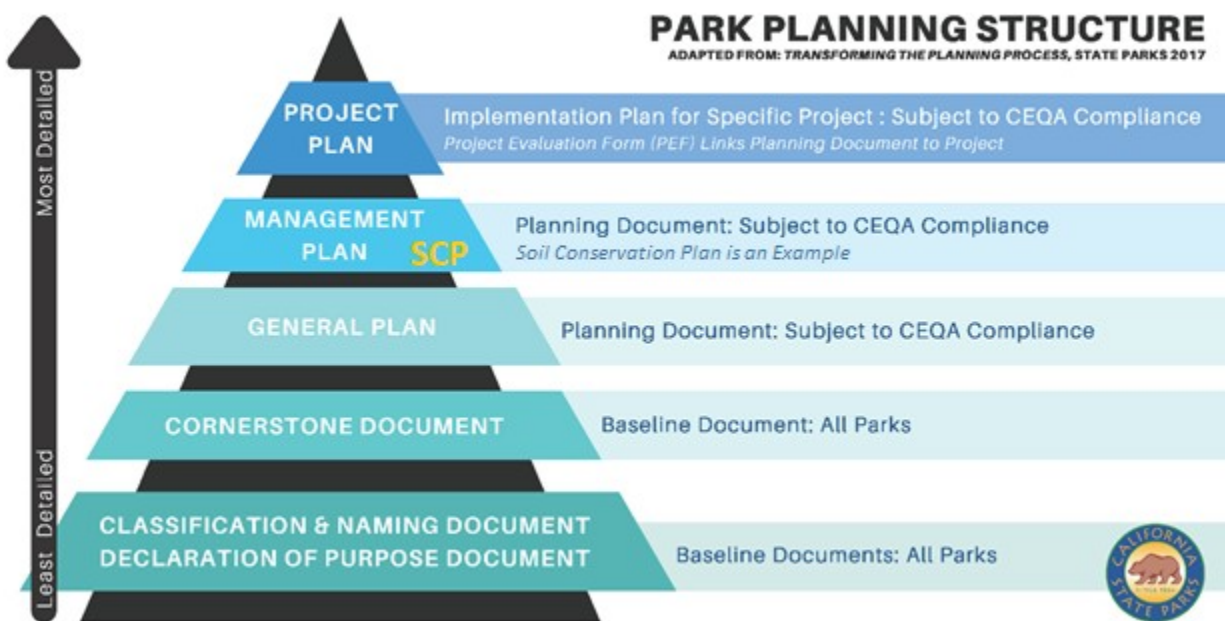 PARK PLANNING STRUCTURE
ADAPTED FROM: TRANSFORMING THE PLANNING PROCESS, STATE PARKS 2017
Most Detailed
PROJECT
PLAN
Implementation Plan for Specific Project : Subject to CEQA Compliance
Project Evaluation Form (PEF) Links Planning Document to Project
MANAGEMENT
PLAN SCP
Planning Document: Subject to CEQA Compliance
Soil Conservation Plan is an Example
GENERAL PLAN
Planning Document: Subject to CEQA Compliance
CORNERSTONE DOCUMENT
Baseline Document: All Parks
Least Detailed
CLASSIFICATION & NAMING DOCUMENT
DECLARATION OF PURPOSE DOCUMENT
Baseline Documents: All Parks
CALIFORNIA
STATE PARKS